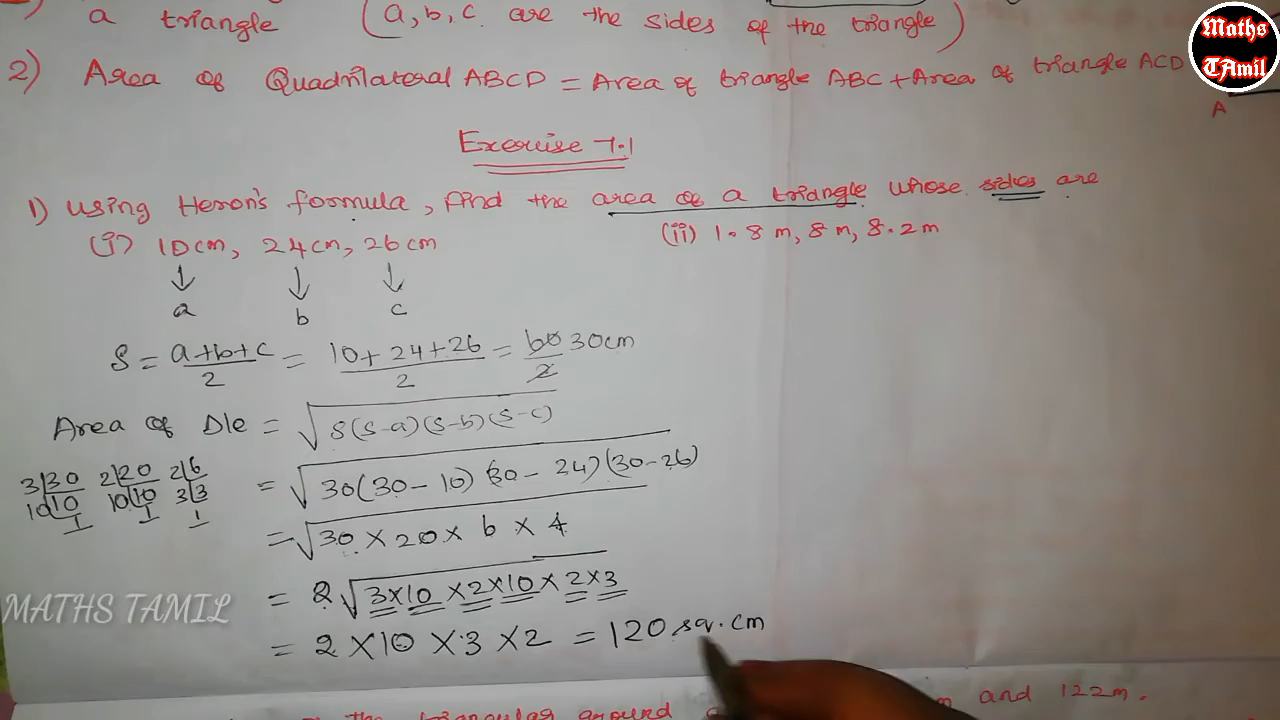 a triangle (a, b, c are the sides of the triangle)
Maths TAmil
2) Area of Quadrilateral ABCD = Area of triangle ABC + Area of triangle ACD
A
Exercise 7.1
1) Using Heron's formula, find the area of a triangle whose sides are
(i) 10cm, 24cm, 26cm (ii) 1.8 m, 8 m, 8.2 m
a b c
S = a+b+c/2 = 10+24+26/2 = 60/2 30cm
Area of Dle = √S(S-a)(S-b)(S-c)
3|30 2|20 2|6
10|10 10|10 3|3
1 1 1
= √30(30-10)(30-24)(30-26)
= √30 × 20 × 6 × 4
= 2√3×10×2×10×2×3
MATHS TAMIL
= 2 × 10 × 3 × 2 = 120 sq.cm
the triangular ground and 122m.